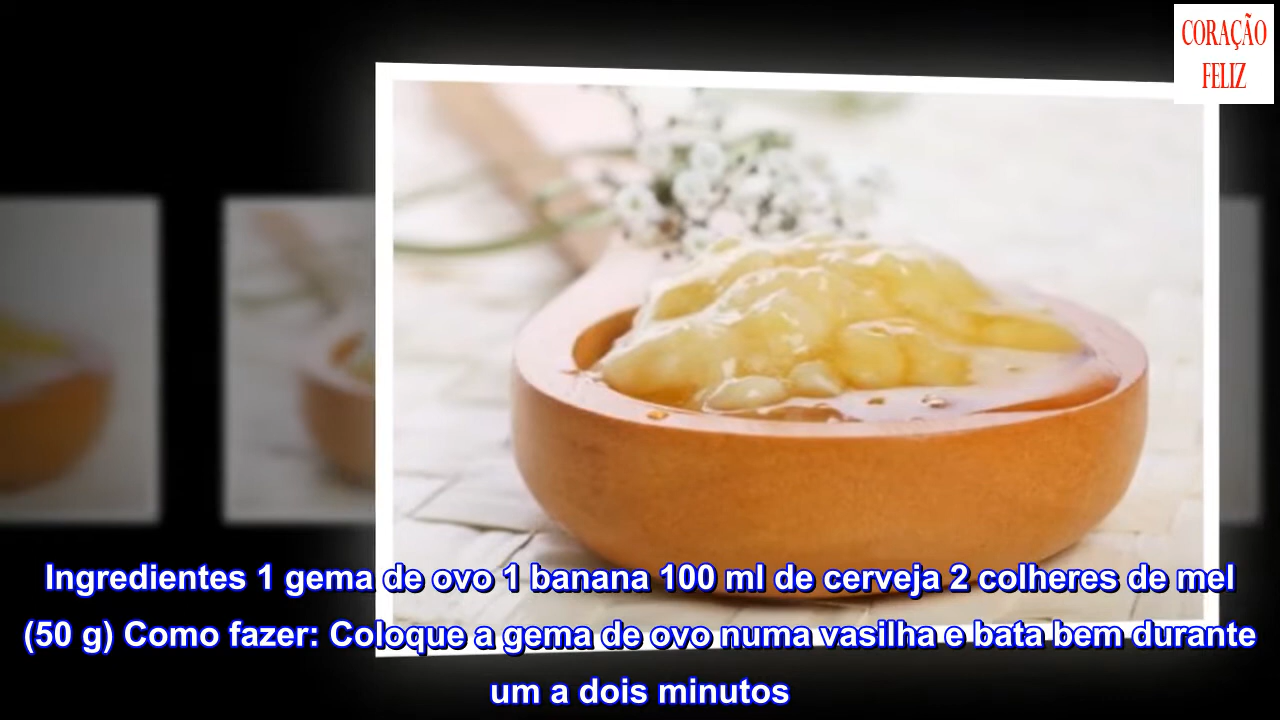 CORAÇÃO
FELIZ
Ingredientes 1 gema de ovo 1 banana 100 ml de cerveja 2 colheres de mel
(50 g) Como fazer: Coloque a gema de ovo numa vasilha e bata bem durante
um a dois minutos